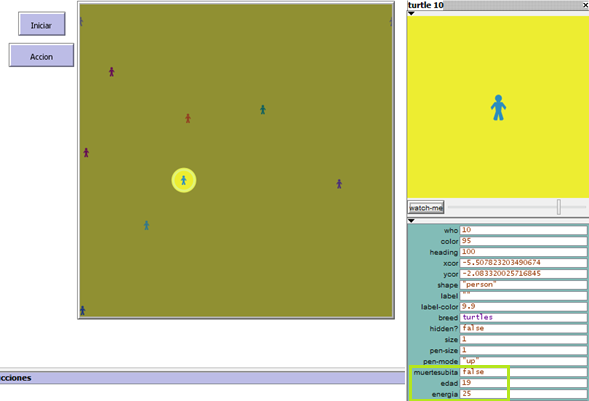 Iniciar
Accion
turtle 10
watch-me
who 10
color 95
heading 100
xcor -5.507823203490674
ycor -2.083320025716845
shape "person"
label ""
label-color 9.9
breed turtles
hidden? false
size 1
pen-size 1
pen-mode "up"
muertesubita false
edad 19
energia 25
cciones